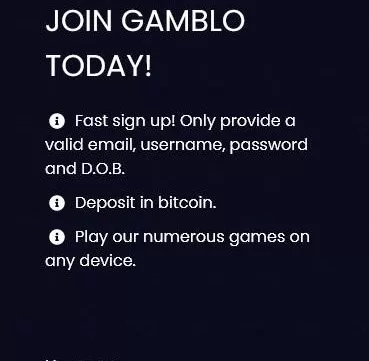 JOIN GAMBLO
TODAY!
Fast sign up! Only provide a
valid email, username, password
and D.O.B.
Deposit in bitcoin.
Play our numerous games on
any device.